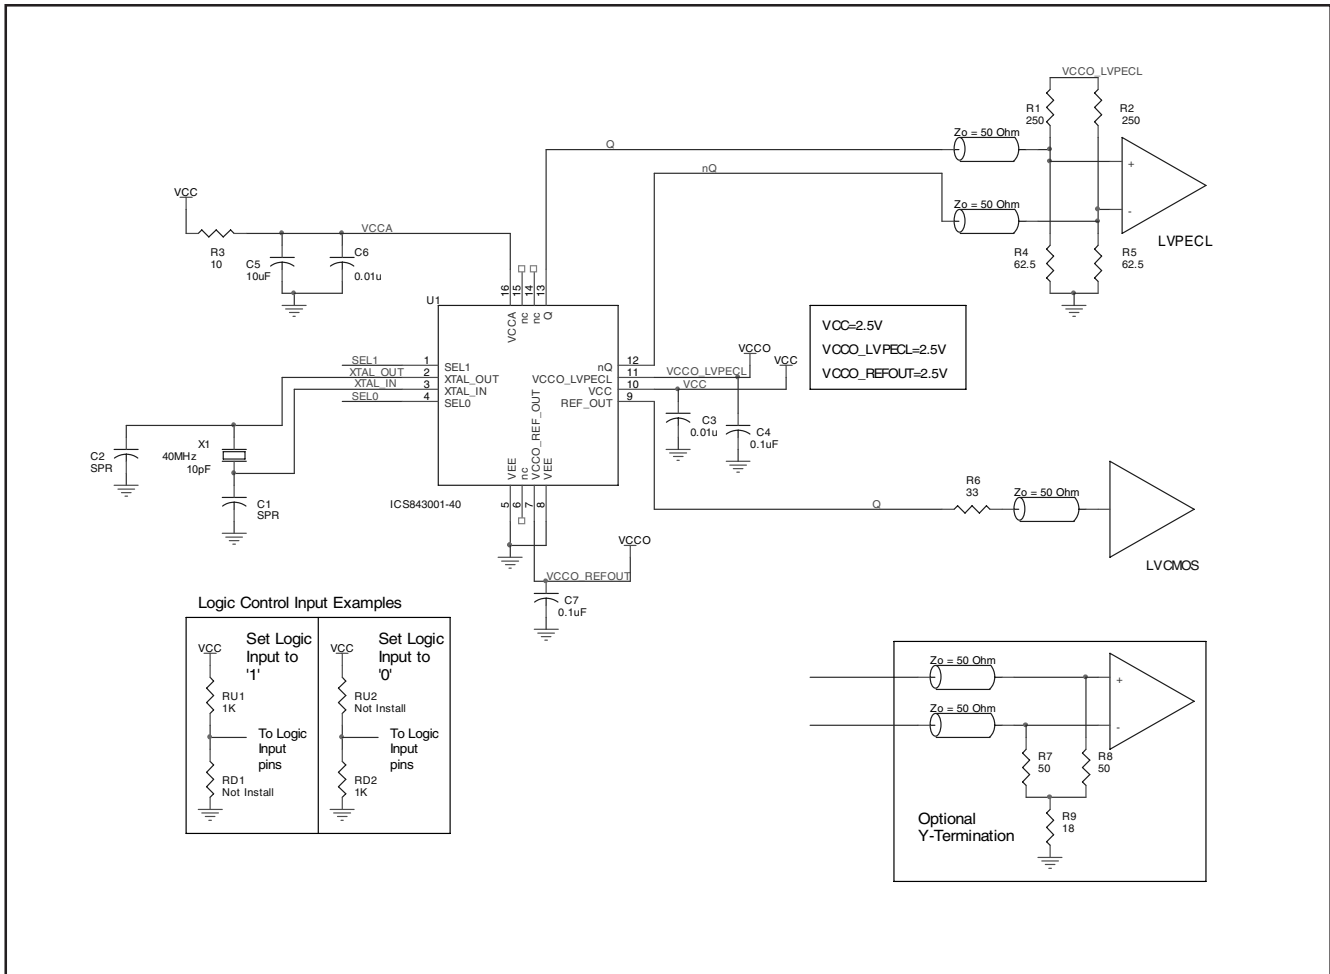 VCCO_LVPECL
R1
250
R2
250
Zo = 50 Ohm
Q
+
nQ
VCC
Zo = 50 Ohm
-
VCCA
LVPECL
R3
10
C5
10uF
C6
0.01u
R4
62.5
R5
62.5
16
15
14
13
U1
VCCA
nc
nc
Q
VCC=2.5V
VCCO_LVPECL=2.5V
VCCO_REFOUT=2.5V
SEL1
XTAL_OUT
XTAL_IN
SEL0
1
2
3
4
SEL1
XTAL_OUT
XTAL_IN
SEL0
nQ
VCCO_LVPECL
VCC
REF_OUT
12
11
10
9
VCCO_LVPECL
VCC
VCCO
VCC
C3
0.01u
C4
0.1uF
VEE
nc
VCCO_REF_OUT
VEE
5
6
7
8
C2
SPR
X1
40MHz
10pF
C1
SPR
ICS843001-40
Q
R6
33
Zo = 50 Ohm
LVCMOS
VCCO
VCCO_REFOUT
C7
0.1uF
Logic Control Input Examples
VCC
Set Logic
Input to
'1'
RU1
1K
To Logic
Input
pins
RD1
Not Install
VCC
Set Logic
Input to
'0'
RU2
Not Install
To Logic
Input
pins
RD2
1K
Zo = 50 Ohm
+
Zo = 50 Ohm
-
R7
50
R8
50
R9
18
Optional
Y-Termination